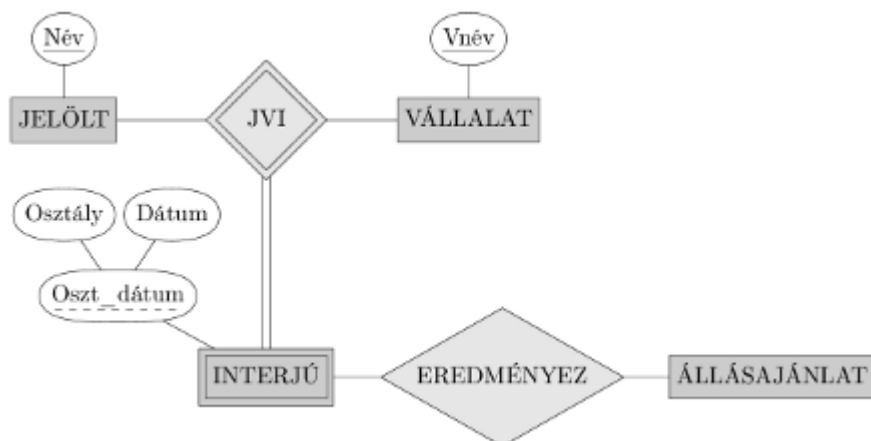 Név
Vnév
JELÖLT
JVI
VÁLLALAT
Osztály
Dátum
Oszt_dátum
INTERJÚ
EREDMÉNYEZ
ÁLLÁSAJÁNLAT